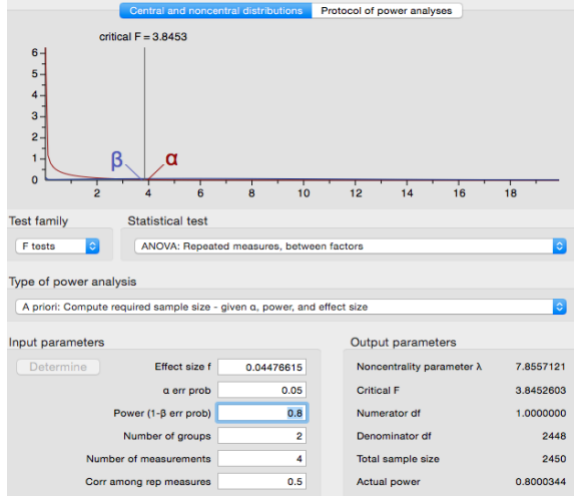 Central and noncentral distributions Protocol of power analyses
critical F = 3.8453
6
5
4
3
2
1
0
β α
2 4 6 8 10 12 14 16 18
Test family Statistical test
F tests ANOVA: Repeated measures, between factors
Type of power analysis
A priori: Compute required sample size - given α, power, and effect size
Input parameters Output parameters
Determine Effect size f 0.04476615 Noncentrality parameter λ 7.8557121
α err prob 0.05 Critical F 3.8452603
Power (1-β err prob) 0.8 Numerator df 1.0000000
Number of groups 2 Denominator df 2448
Number of measurements 4 Total sample size 2450
Corr among rep measures 0.5 Actual power 0.8000344